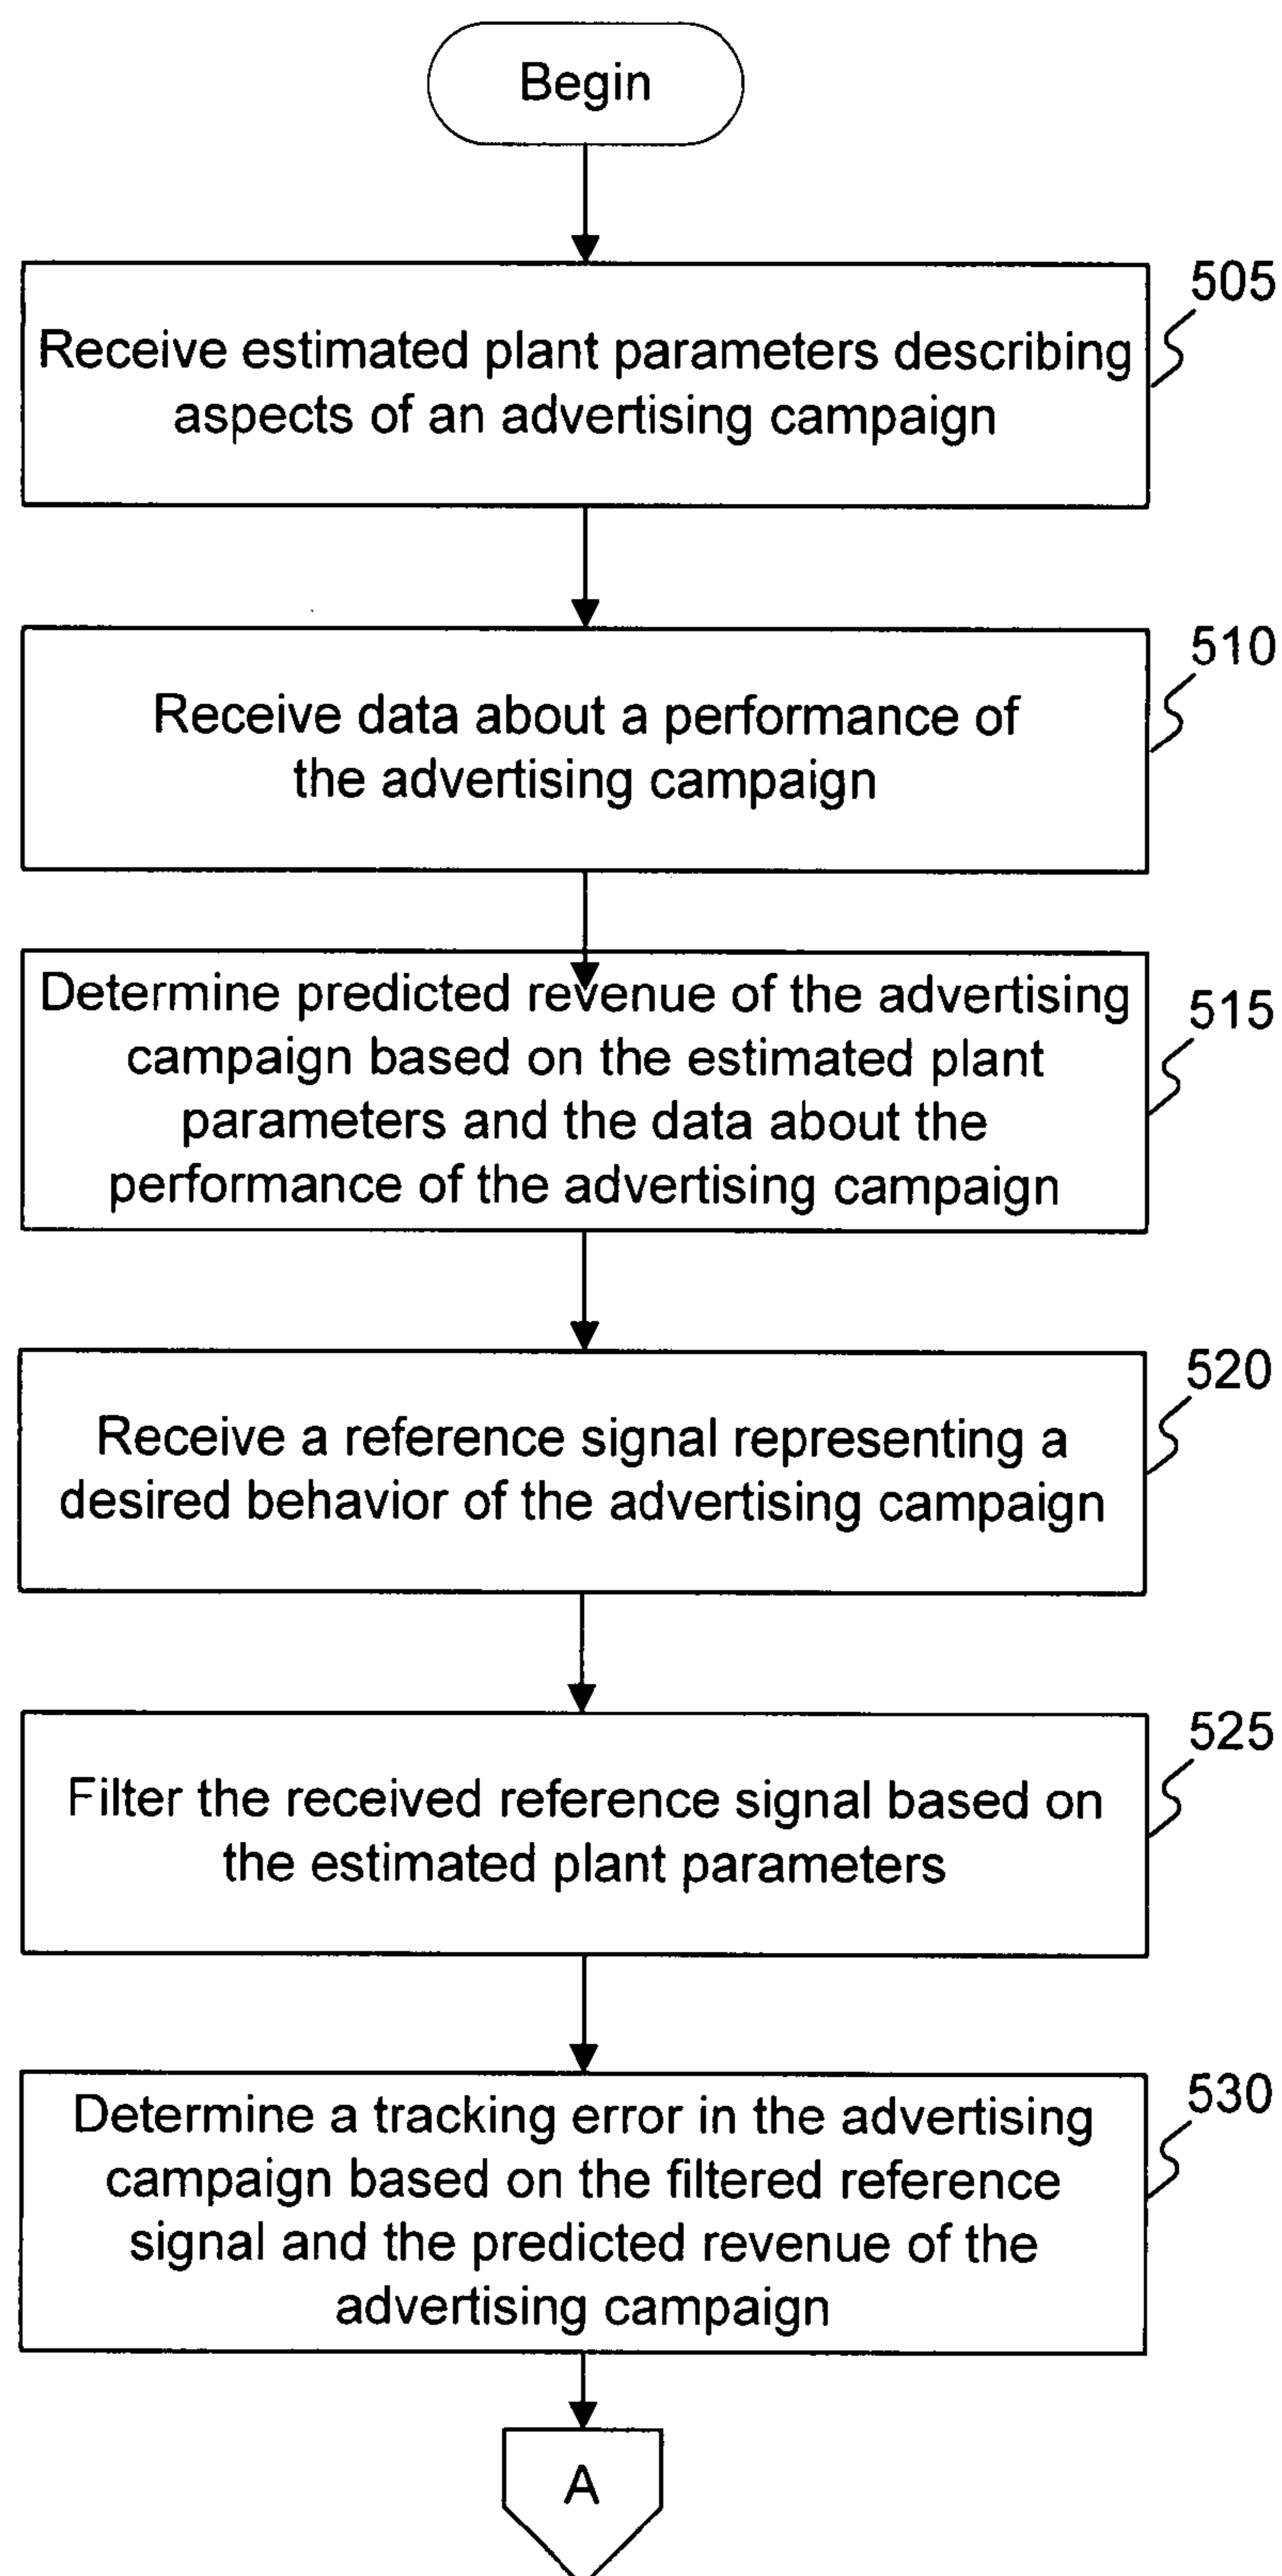 Begin
505
Receive estimated plant parameters describing
aspects of an advertising campaign
510
Receive data about a performance of
the advertising campaign
515
Determine predicted revenue of the advertising
campaign based on the estimated plant
parameters and the data about the
performance of the advertising campaign
520
Receive a reference signal representing a
desired behavior of the advertising campaign
525
Filter the received reference signal based on
the estimated plant parameters
530
Determine a tracking error in the advertising
campaign based on the filtered reference
signal and the predicted revenue of the
advertising campaign
A